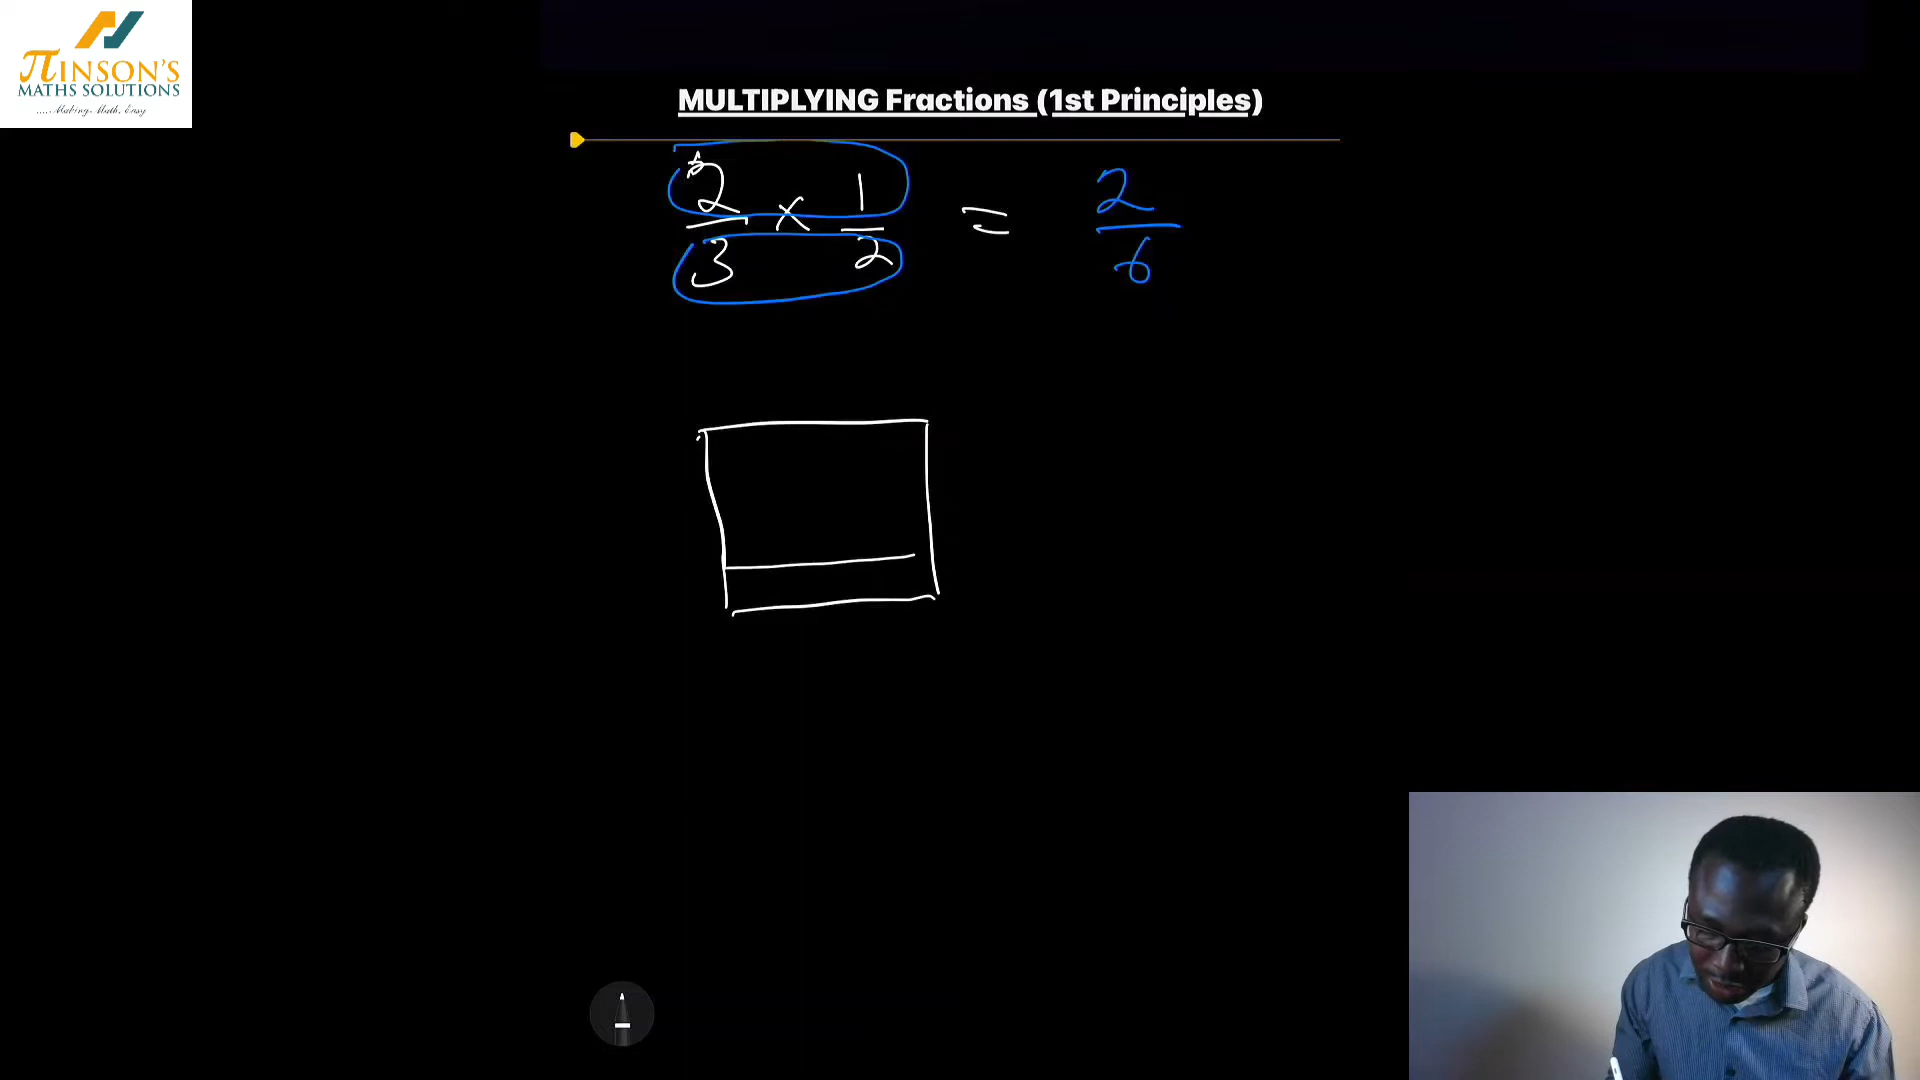 πINSON'S
MATHS SOLUTIONS
....Making Math, Easy
MULTIPLYING Fractions (1st Principles)
2/3 × 1/2 = 2/6